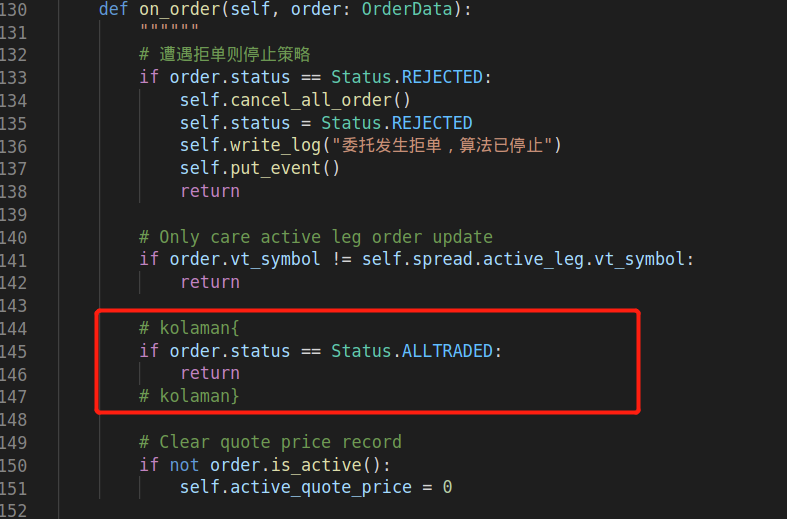 130 def on_order(self, order: OrderData):
131 """"""
132 # 遭遇拒单则停止策略
133 if order.status == Status.REJECTED:
134 self.cancel_all_order()
135 self.status = Status.REJECTED
136 self.write_log("委托发生拒单，算法已停止")
137 self.put_event()
138 return
139
140 # Only care active leg order update
141 if order.vt_symbol != self.spread.active_leg.vt_symbol:
142 return
143
144 # kolaman{
145 if order.status == Status.ALLTRADED:
146 return
147 # kolaman}
148
149 # Clear quote price record
150 if not order.is_active():
151 self.active_quote_price = 0
152